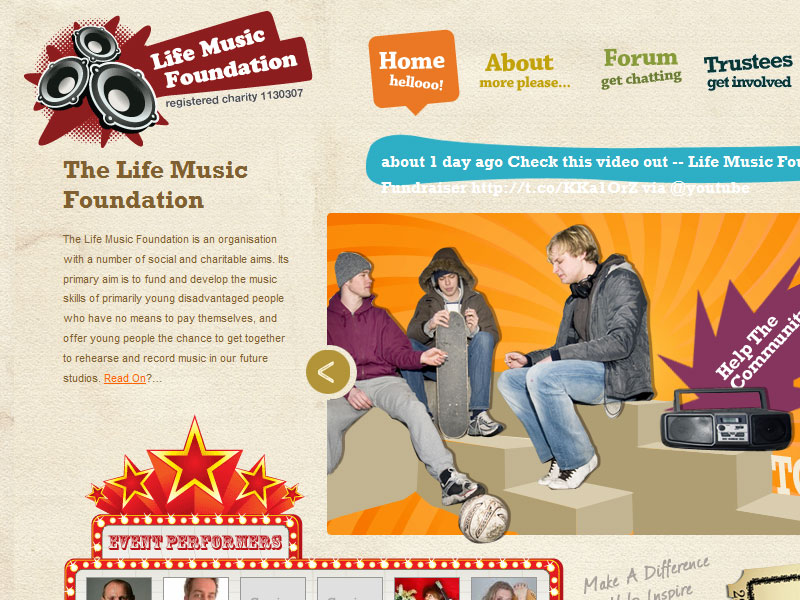 Life Music
Foundation
registered charity 1130307
Home
hellooo!
About
more please...
Forum
get chatting
Trustees
get involved
about 1 day ago Check this video out -- Life Music Fou
Fundraiser http://t.co/KKa1OrZ via @youtube
The Life Music
Foundation
The Life Music Foundation is an organisation
with a number of social and charitable aims. Its
primary aim is to fund and develop the music
skills of primarily young disadvantaged people
who have no means to pay themselves, and
offer young people the chance to get together
to rehearse and record music in our future
studios. Read On?...
<
Help The
Communit
TO
EVENT PERFORMERS
Make A Difference
Inspire